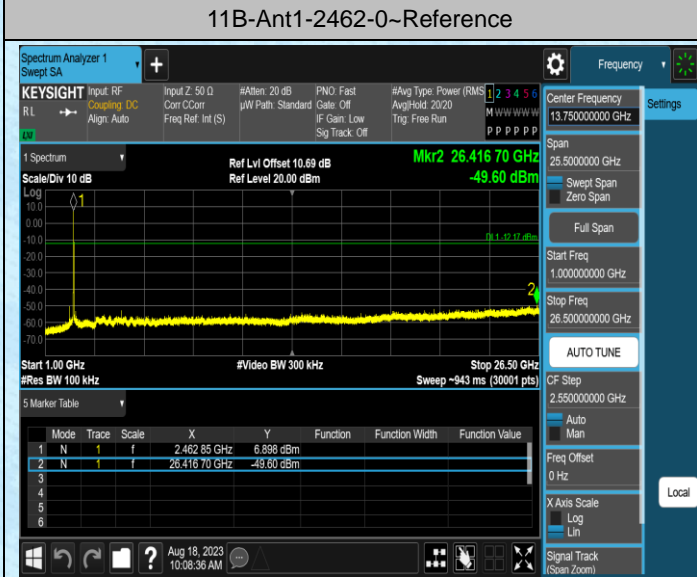 11B-Ant1-2462-0~Reference
Spectrum Analyzer 1
Swept SA
Frequency
KEYSIGHT
RL
Input: RF
Coupling: DC
Align: Auto
Input Z: 50 Ω
Corr CCorr
Freq Ref: Int (S)
#Atten: 20 dB
µW Path: Standard
PNO: Fast
Gate: Off
IF Gain: Low
Sig Track: Off
#Avg Type: Power (RMS
Avg|Hold: 20/20
Trig: Free Run
1 2 3 4 5 6
M W W W W W
P P P P P P
LW
1 Spectrum
Scale/Div 10 dB
Ref Lvl Offset 10.69 dB
Ref Level 20.00 dBm
Mkr2 26.416 70 GHz
-49.60 dBm
Log
10.0
0.00
-10.0
-20.0
-30.0
-40.0
-50.0
-60.0
-70.0
1
DL1 -12.17 dBm
2
Start 1.00 GHz
#Res BW 100 kHz
#Video BW 300 kHz
Stop 26.50 GHz
Sweep ~943 ms (30001 pts)
5 Marker Table
Mode Trace Scale X Y Function Function Width Function Value
1 N 1 f 2.462 85 GHz 6.898 dBm
2 N 1 f 26.416 70 GHz -49.60 dBm
3
4
5
6
Aug 18, 2023
10:08:36 AM
Center Frequency
13.750000000 GHz
Settings
Span
25.5000000 GHz
Swept Span
Zero Span
Full Span
Start Freq
1.000000000 GHz
Stop Freq
26.500000000 GHz
AUTO TUNE
CF Step
2.550000000 GHz
Auto
Man
Freq Offset
0 Hz
X Axis Scale
Log
Lin
Signal Track
(Span Zoom)
Local